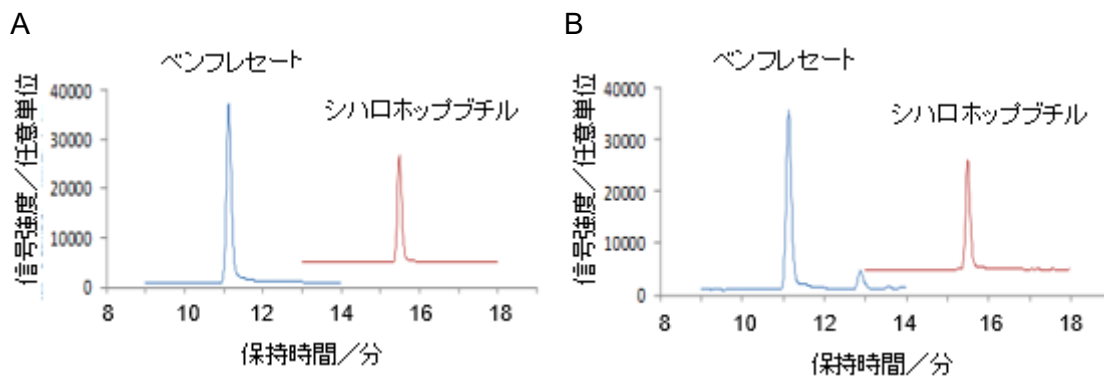 A
ベンフレセート
シハロホップブチル
信号強度／任意単位
40000
30000
20000
10000
0
8 10 12 14 16 18
保持時間／分
B
ベンフレセート
シハロホップブチル
信号強度／任意単位
40000
30000
20000
10000
0
8 10 12 14 16 18
保持時間／分